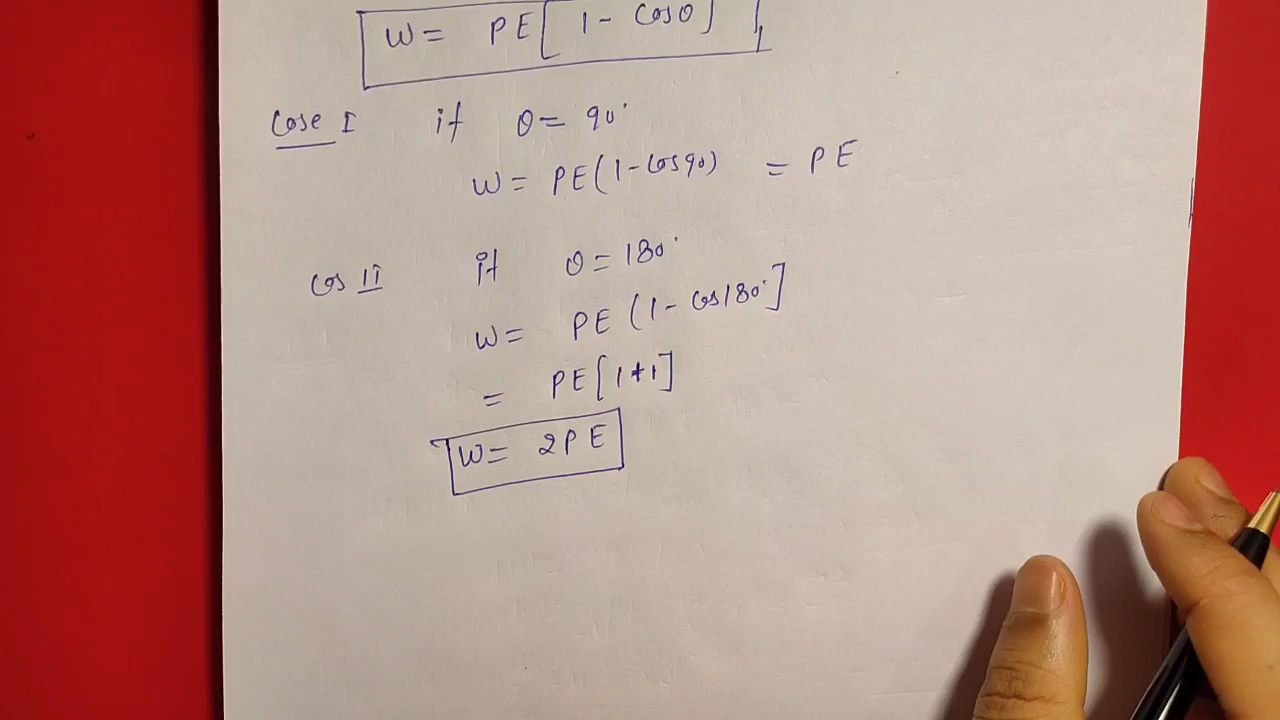 W = PE [ 1 - Cosθ ]
Case I if θ = 90°
W = PE (1 - Cos90) = PE
Cos II if θ = 180°
W = PE (1 - Cos180°]
= PE [1+1]
W = 2PE